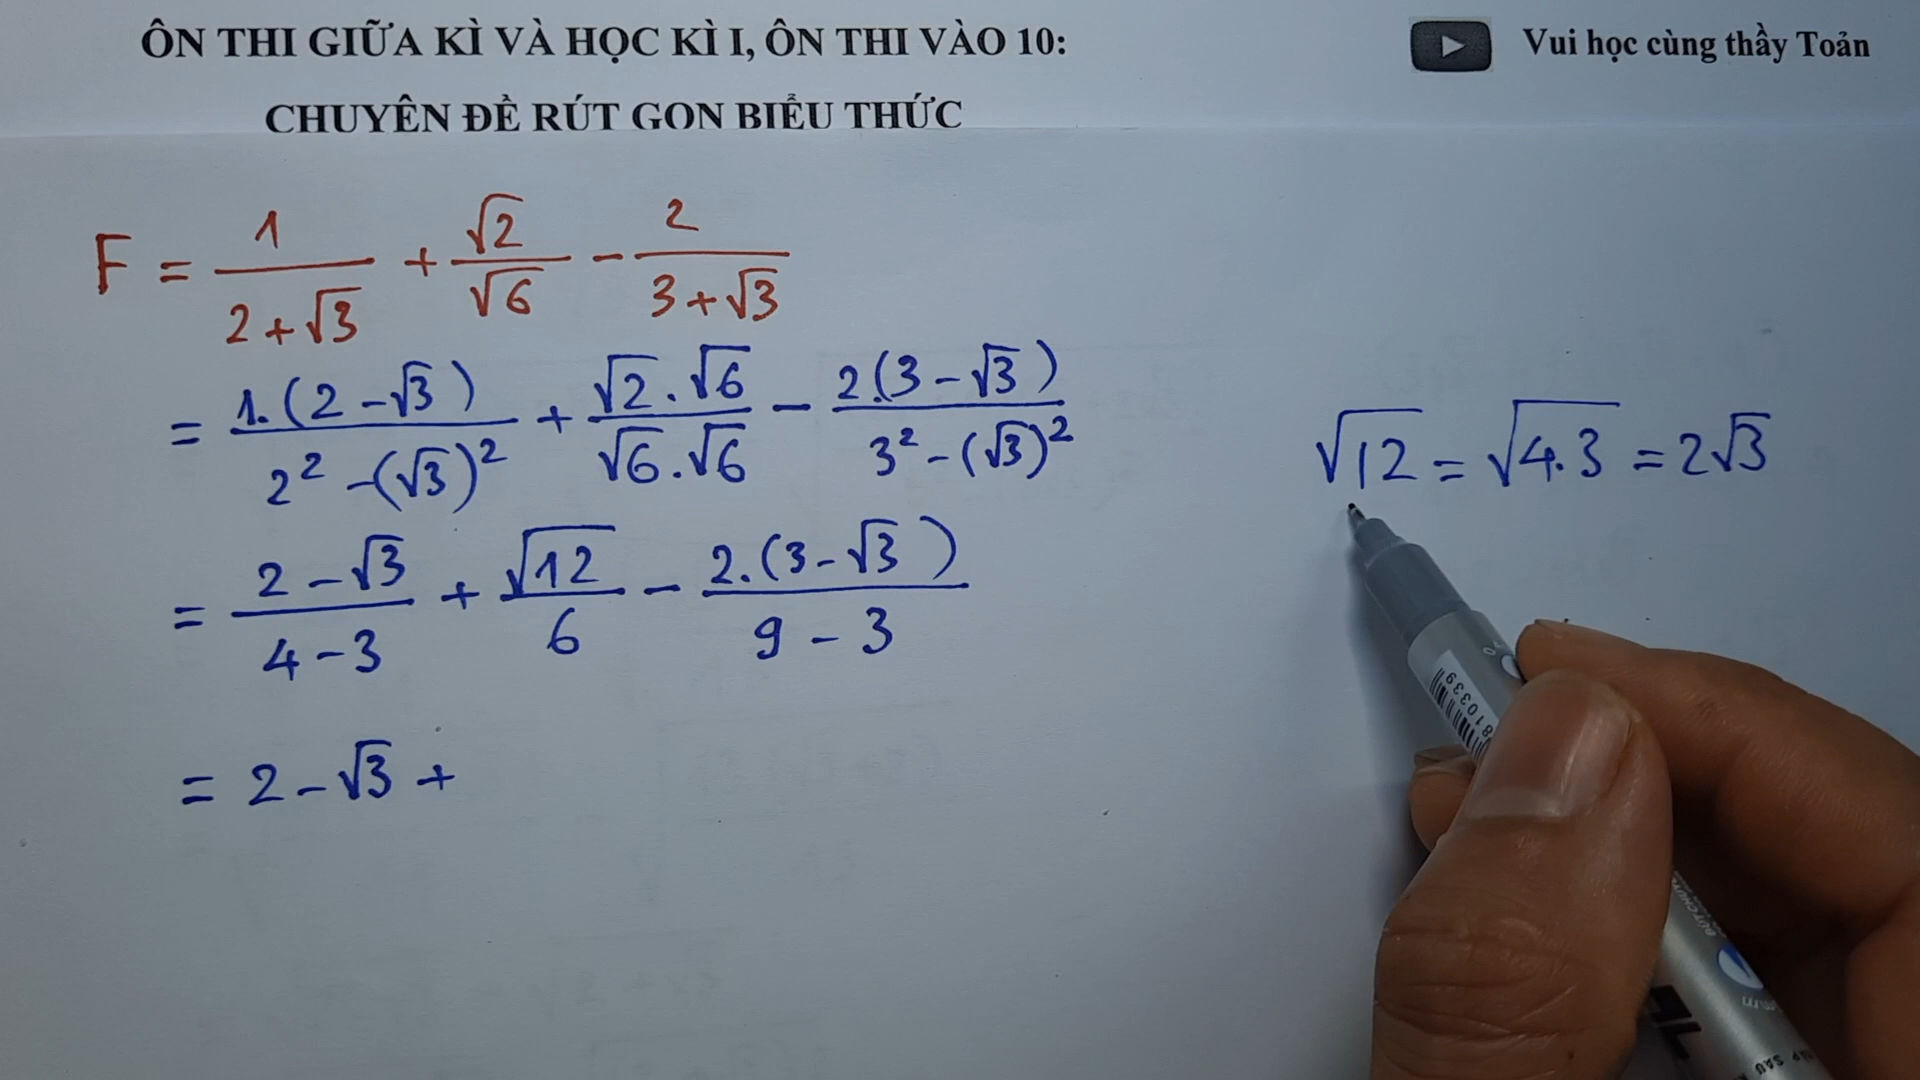 ÔN THI GIỮA KÌ VÀ HỌC KÌ I, ÔN THI VÀO 10:
Vui học cùng thầy Toản
CHUYÊN ĐỀ RÚT GỌN BIỂU THỨC
F = 1/(2+√3) + √2/√6 - 2/(3+√3)
= 1.(2-√3)/(2²-(√3)²) + √2.√6/√6.√6 - 2.(3-√3)/(3²-(√3)²)
√12 = √4.3 = 2√3
= (2-√3)/(4-3) + √12/6 - 2.(3-√3)/(9-3)
= 2-√3 +
810339